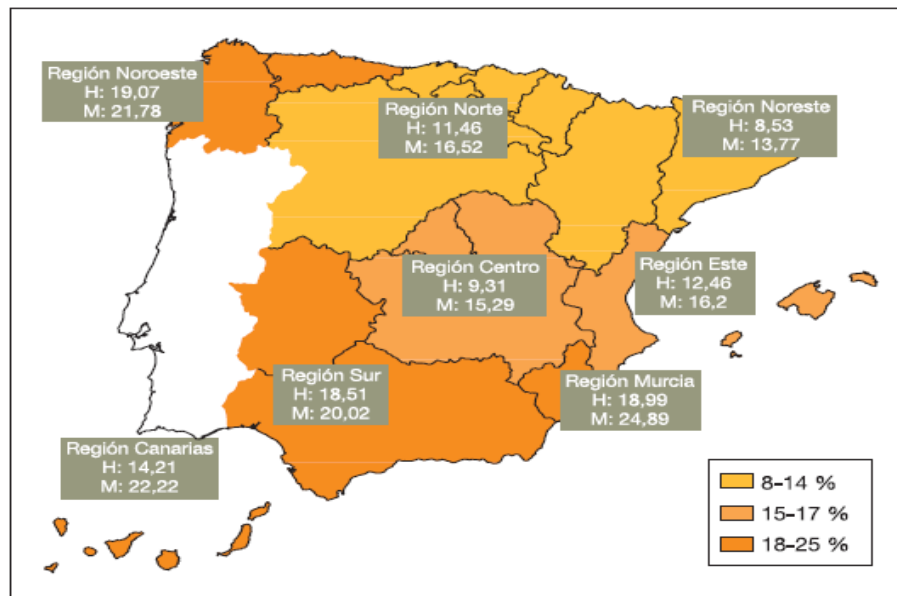 Región Noroeste
H: 19,07
M: 21,78
Región Norte
H: 11,46
M: 16,52
Región Noreste
H: 8,53
M: 13,77
Región Centro
H: 9,31
M: 15,29
Región Este
H: 12,46
M: 16,2
Región Sur
H: 18,51
M: 20,02
Región Murcia
H: 18,99
M: 24,89
Región Canarias
H: 14,21
M: 22,22
8-14 %
15-17 %
18-25 %